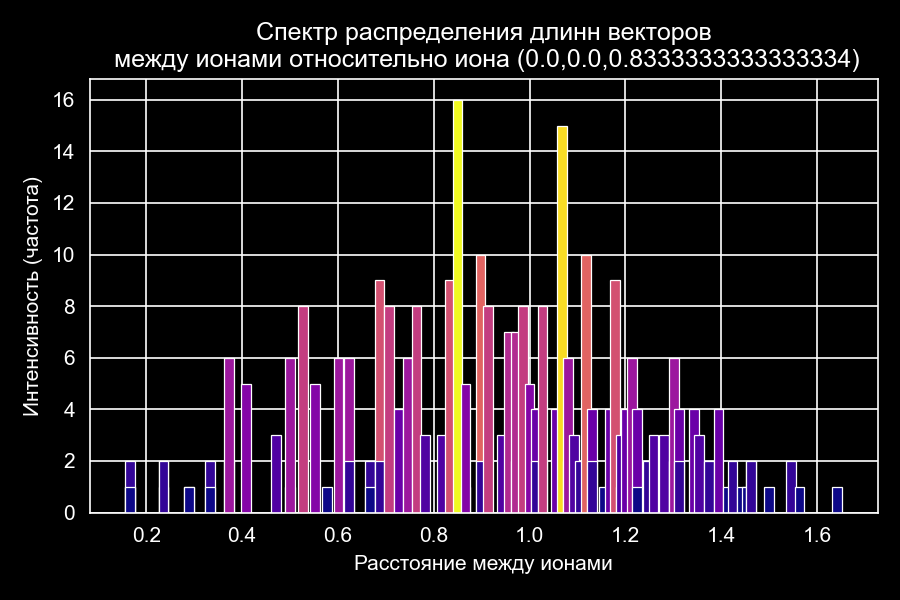 Спектр распределения длинн векторов
между ионами относительно иона (0.0,0.0,0.8333333333333334)
Интенсивность (частота)
16
14
12
10
8
6
4
2
0
0.2 0.4 0.6 0.8 1.0 1.2 1.4 1.6
Расстояние между ионами